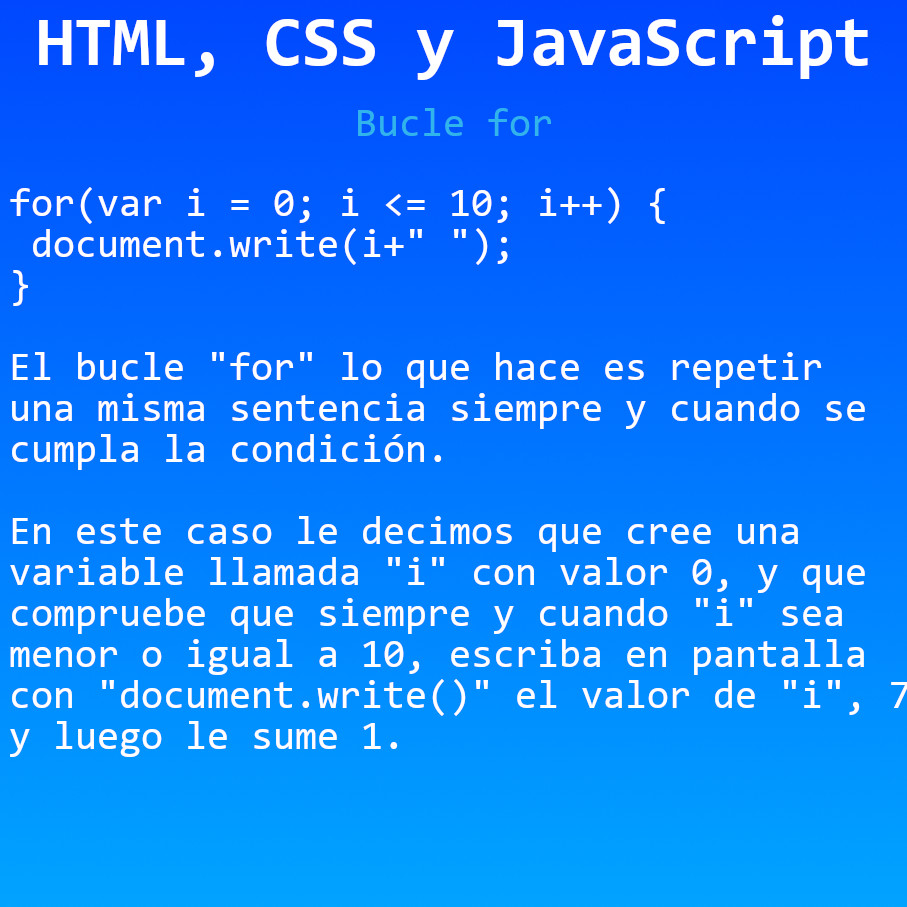 HTML, CSS y JavaScript
Bucle for
for(var i = 0; i <= 10; i++) {
document.write(i+" ");
}
El bucle "for" lo que hace es repetir
una misma sentencia siempre y cuando se
cumpla la condición.
En este caso le decimos que cree una
variable llamada "i" con valor 0, y que
compruebe que siempre y cuando "i" sea
menor o igual a 10, escriba en pantalla
con "document.write()" el valor de "i", 7
y luego le sume 1.